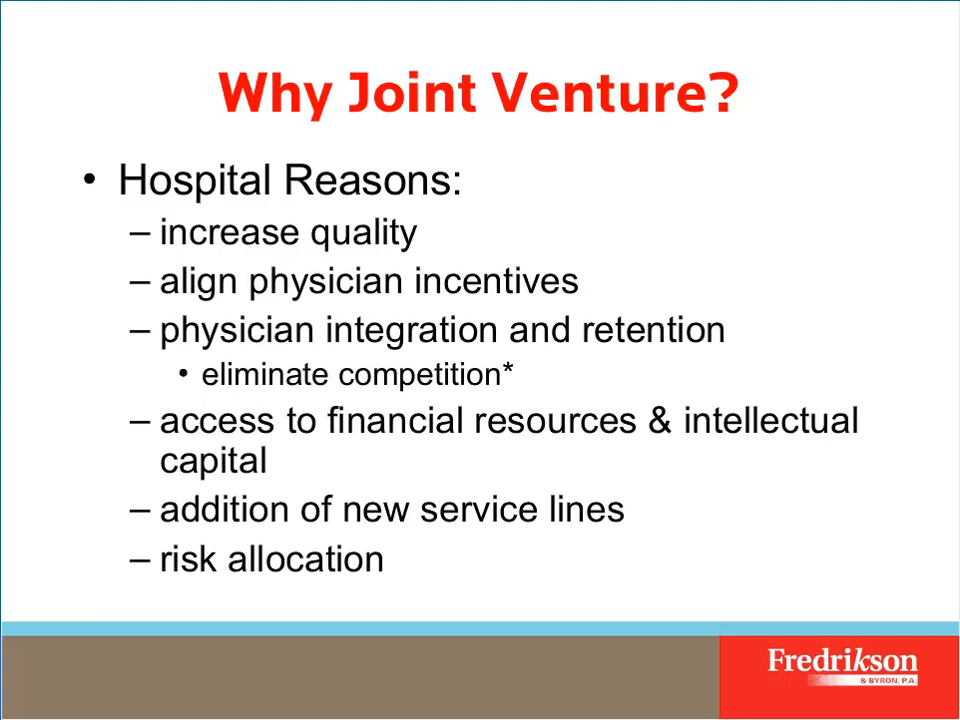 Why Joint Venture?
• Hospital Reasons:
– increase quality
– align physician incentives
– physician integration and retention
• eliminate competition*
– access to financial resources & intellectual
capital
– addition of new service lines
– risk allocation
Fredrikson
& BYRON, P.A.